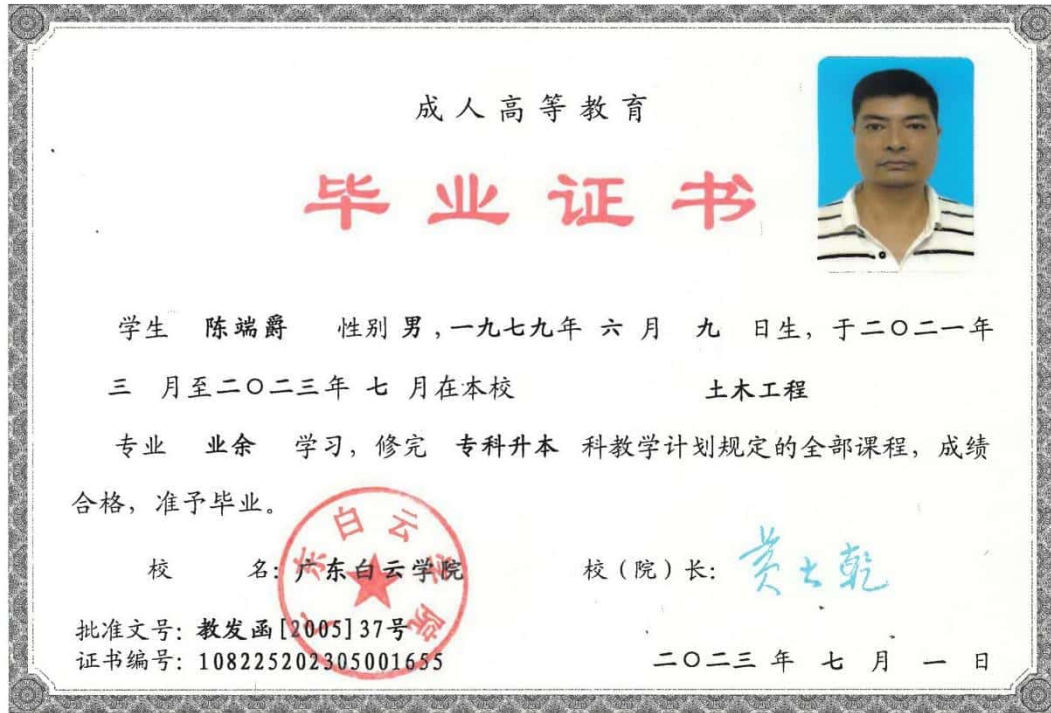 成人高等教育
毕业证书
学生 陈端爵 性别 男,一九七九年 六 月 九 日生，于二〇二一年
三 月至二〇二三年 七 月在本校 土木工程
专业 业余 学习，修完 专科升本 科教学计划规定的全部课程，成绩
合格，准予毕业。
广东白云学院
校 名: 广东白云学院 校（院）长:
批准文号: 教发函[2005]37号
证书编号: 108225202305001655 二〇二三 年 七 月 一 日